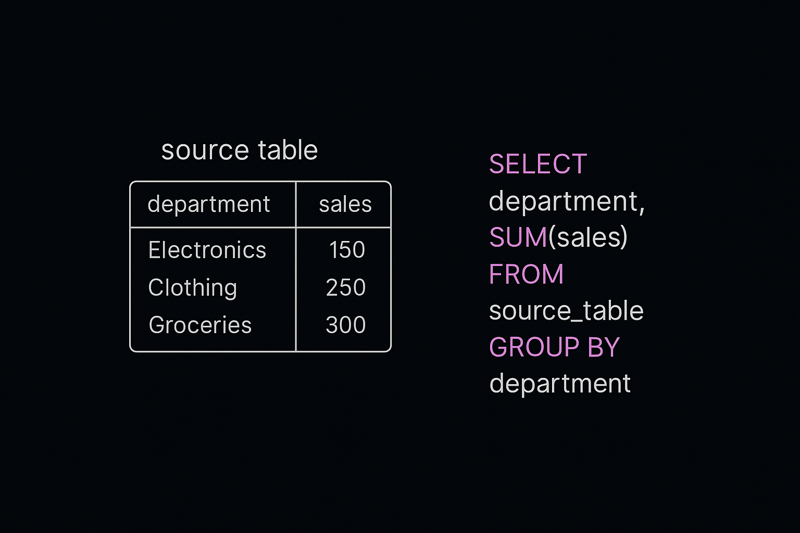 source table
department sales
Electronics 150
Clothing 250
Groceries 300
SELECT
department,
SUM(sales)
FROM
source_table
GROUP BY
department